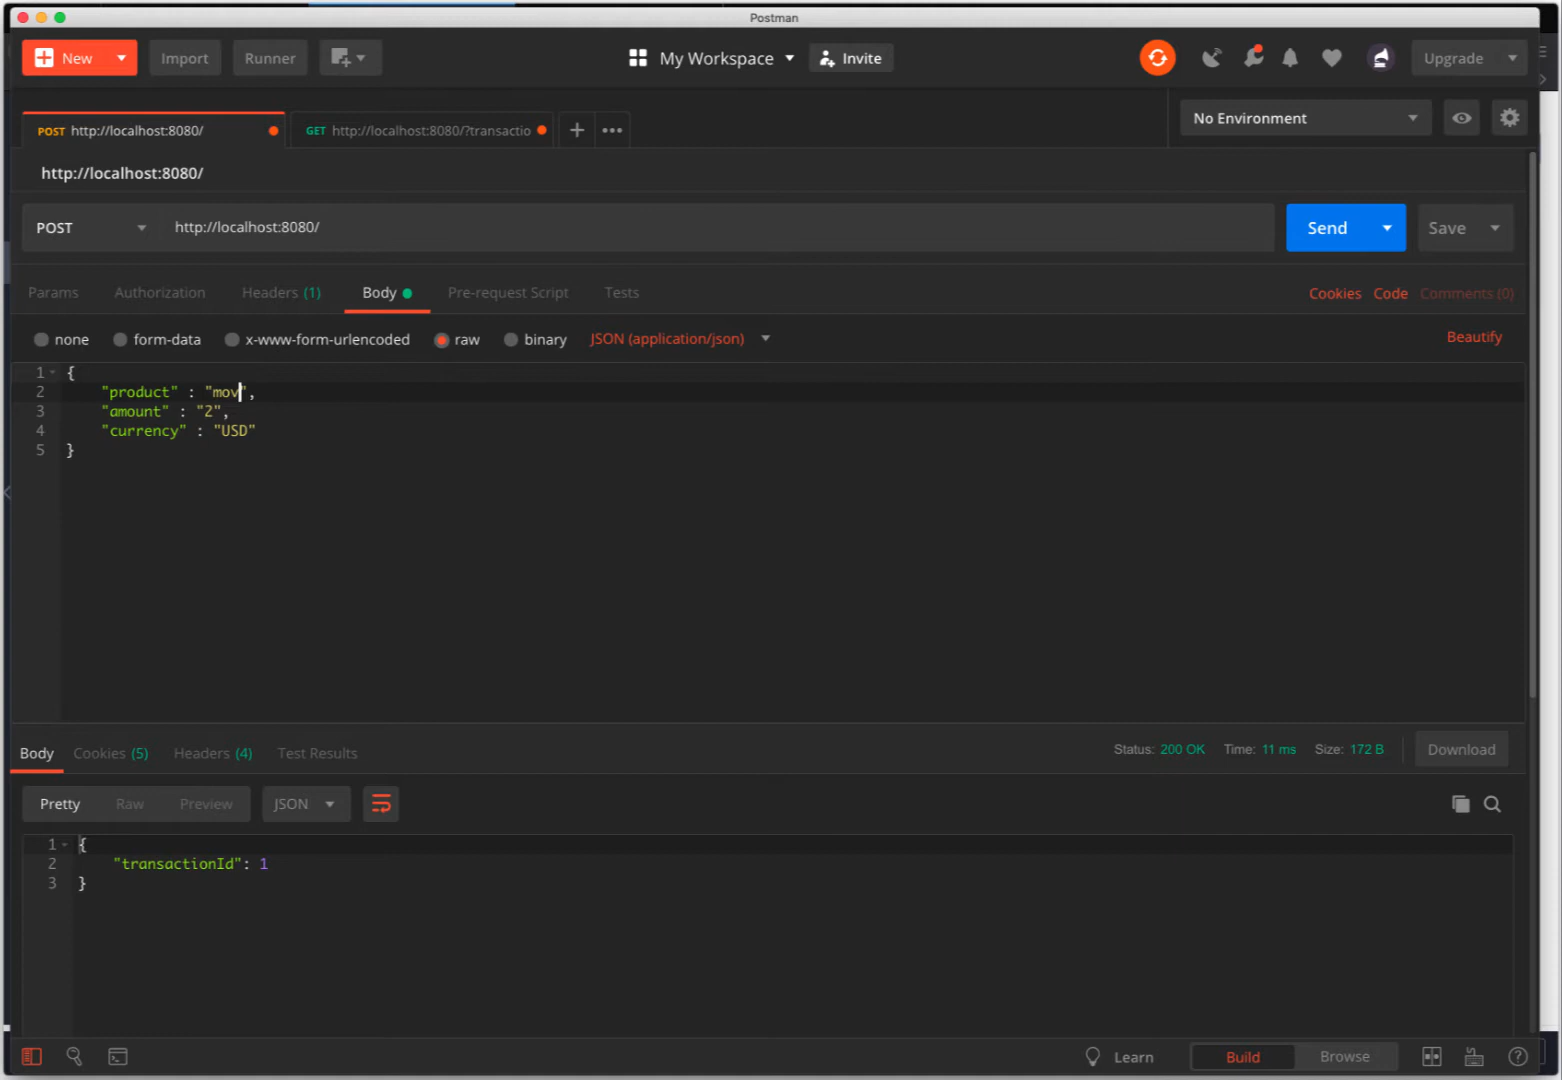 Postman
New Import Runner My Workspace Invite Upgrade
POST http://localhost:8080/ GET http://localhost:8080/?transactio No Environment
http://localhost:8080/
POST http://localhost:8080/ Send Save
Params Authorization Headers (1) Body Pre-request Script Tests Cookies Code Comments (0)
none form-data x-www-form-urlencoded raw binary JSON (application/json) Beautify
1 {
2 "product" : "mov",
3 "amount" : "2",
4 "currency" : "USD"
5 }
Body Cookies (5) Headers (4) Test Results Status: 200 OK Time: 11 ms Size: 172 B Download
Pretty Raw Preview JSON
1 {
2 "transactionId": 1
3 }
Learn Build Browse